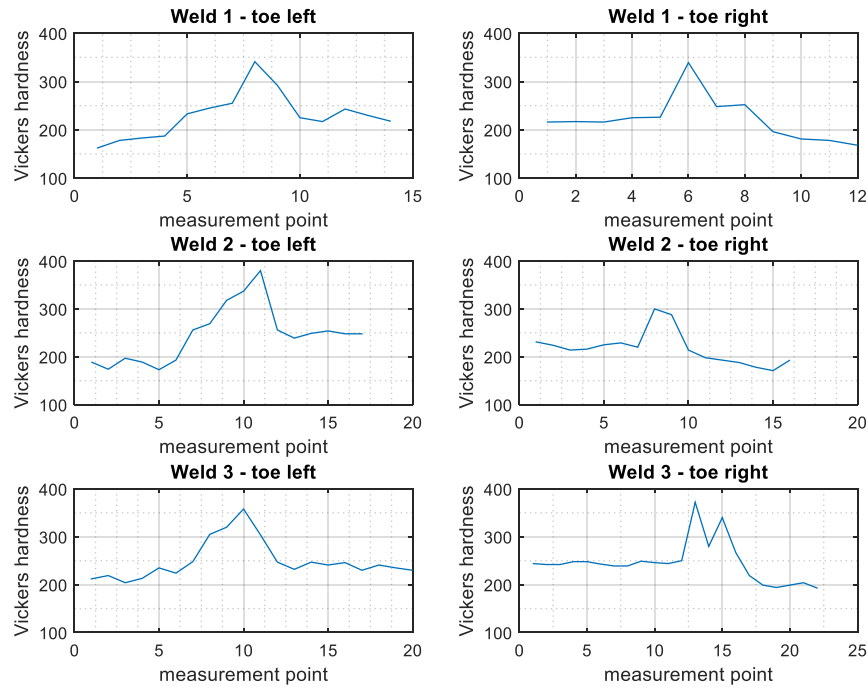 Weld 1 - toe left
Vickers hardness
400
300
200
100
0 5 10 15
measurement point
Weld 1 - toe right
Vickers hardness
400
300
200
100
0 2 4 6 8 10 12
measurement point
Weld 2 - toe left
Vickers hardness
400
300
200
100
0 5 10 15 20
measurement point
Weld 2 - toe right
Vickers hardness
400
300
200
100
0 5 10 15 20
measurement point
Weld 3 - toe left
Vickers hardness
400
300
200
100
0 5 10 15 20
measurement point
Weld 3 - toe right
Vickers hardness
400
300
200
100
0 5 10 15 20 25
measurement point